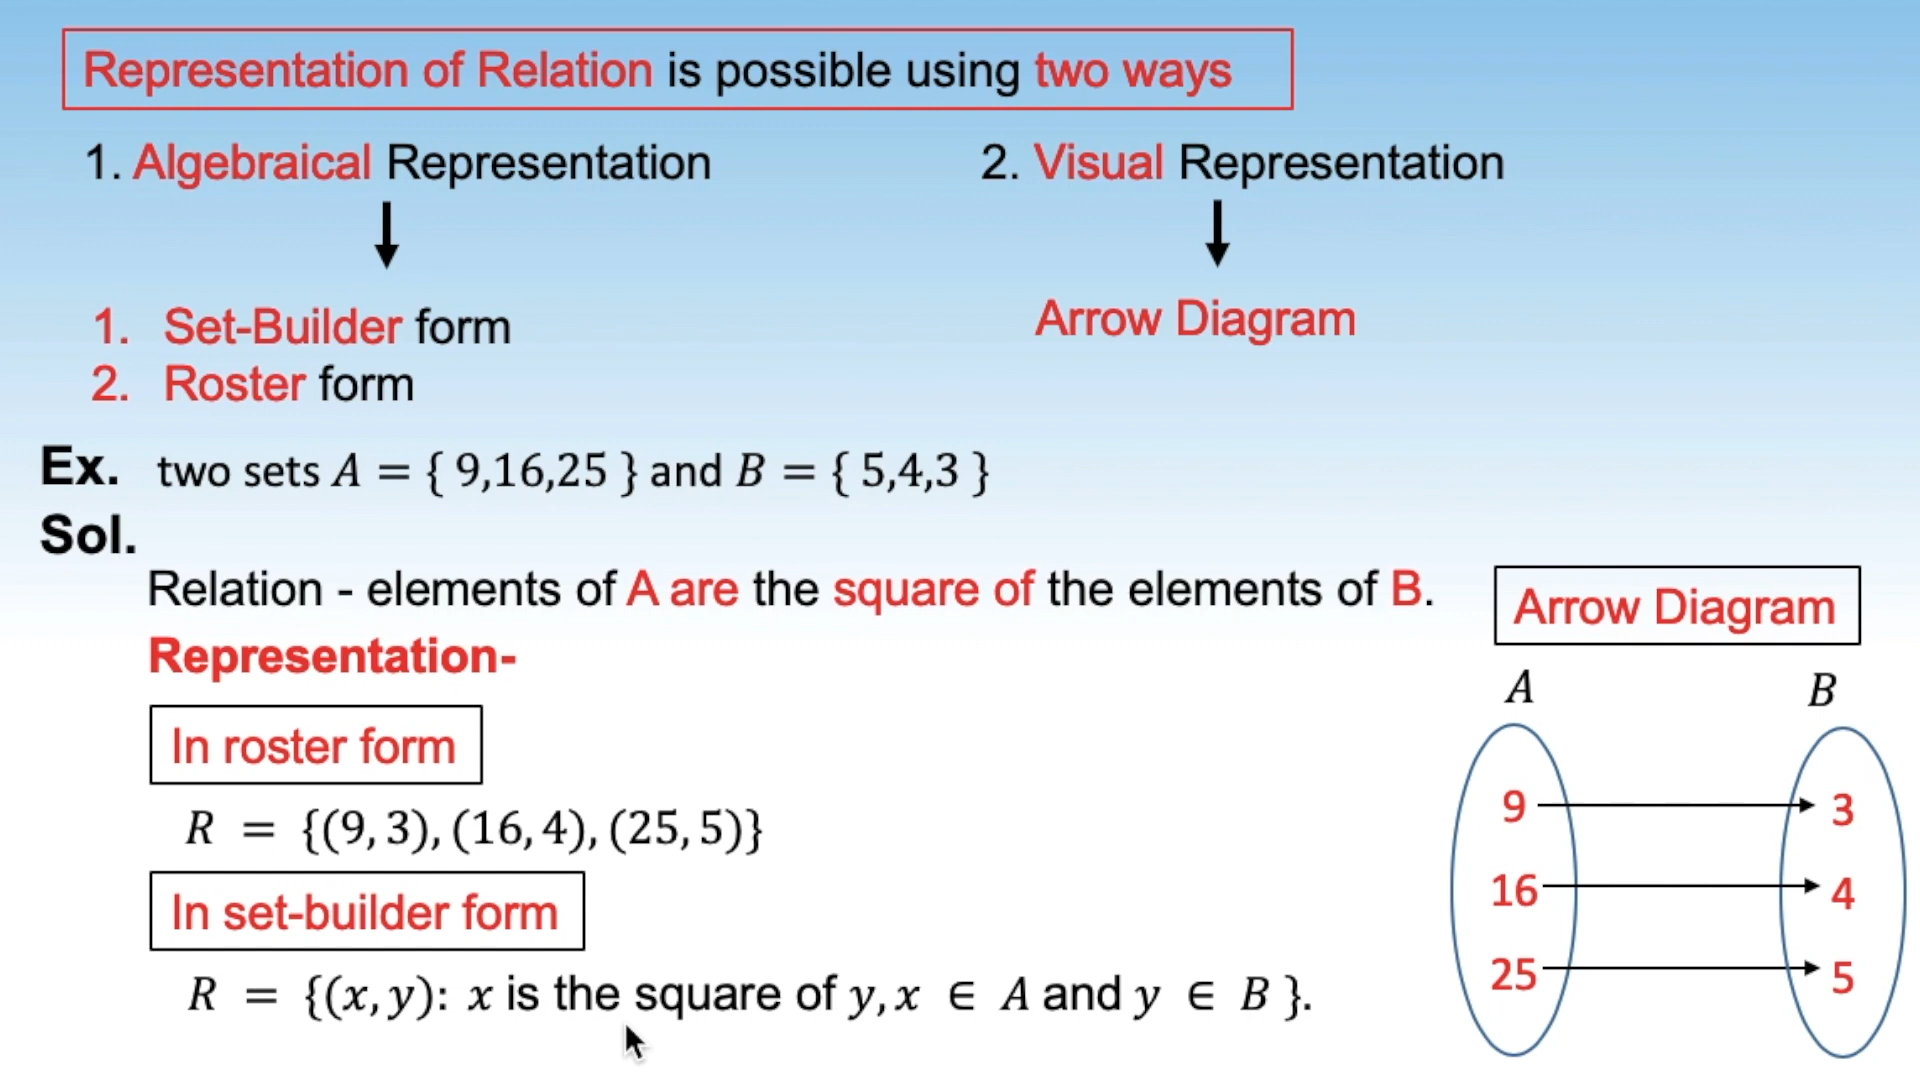 Representation of Relation is possible using two ways
1. Algebraical Representation
2. Visual Representation
1. Set-Builder form
2. Roster form
Arrow Diagram
Ex. two sets A = { 9,16,25 } and B = { 5,4,3 }
Sol.
Relation - elements of A are the square of the elements of B.
Representation-
In roster form
R = {(9, 3), (16, 4), (25, 5)}
In set-builder form
R = {(x, y): x is the square of y, x ∈ A and y ∈ B }.
Arrow Diagram
A B
9 3
16 4
25 5